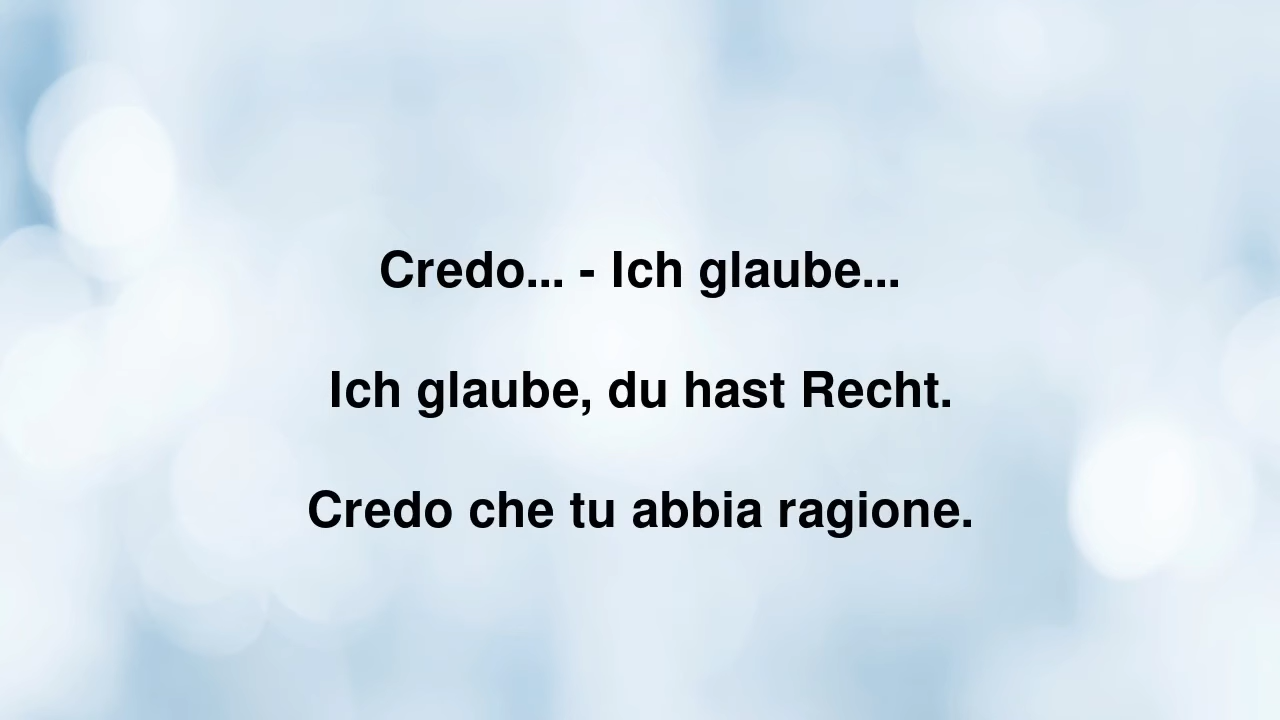 Credo... - Ich glaube...
Ich glaube, du hast Recht.
Credo che tu abbia ragione.